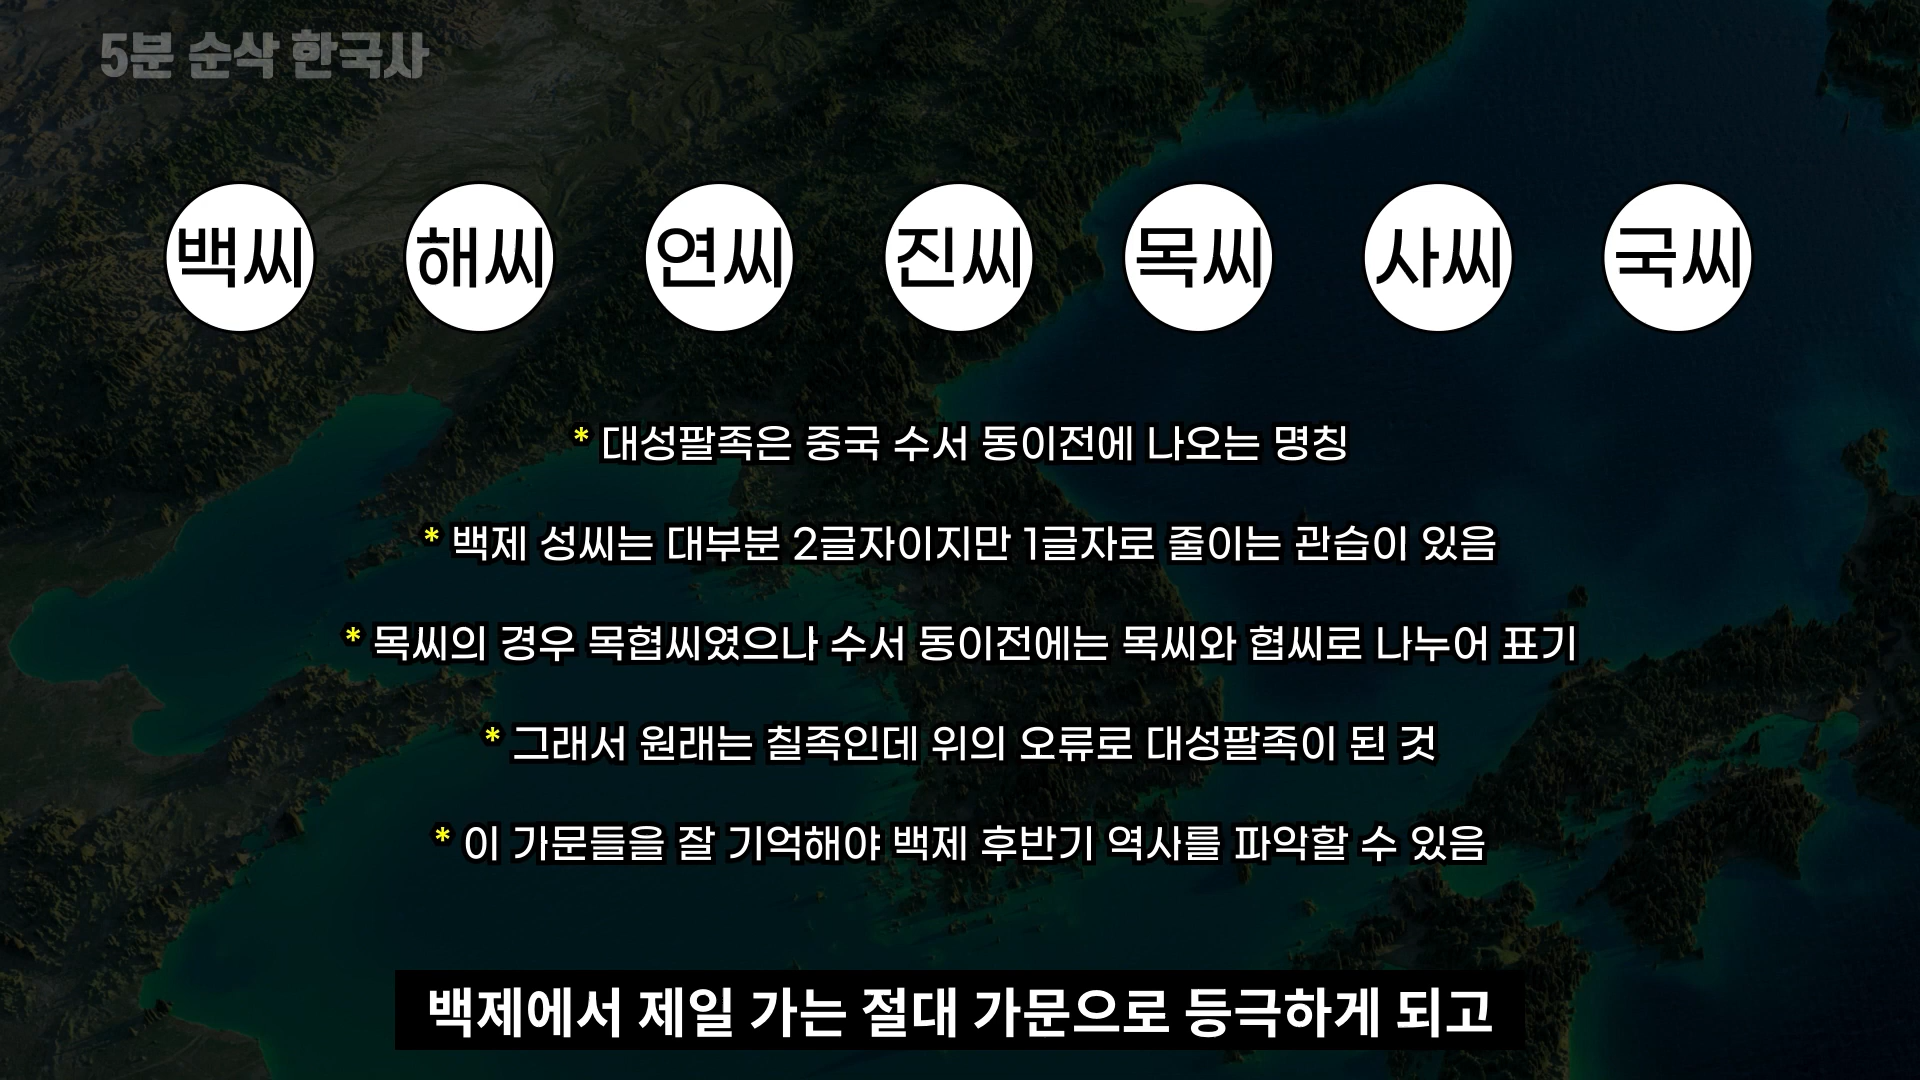 5분 순삭 한국사
백씨 해씨 연씨 진씨 목씨 사씨 국씨
* 대성팔족은 중국 수서 동이전에 나오는 명칭
* 백제 성씨는 대부분 2글자이지만 1글자로 줄이는 관습이 있음
* 목씨의 경우 목협씨였으나 수서 동이전에는 목씨와 협씨로 나누어 표기
* 그래서 원래는 칠족인데 위의 오류로 대성팔족이 된 것
* 이 가문들을 잘 기억해야 백제 후반기 역사를 파악할 수 있음
백제에서 제일 가는 절대 가문으로 등극하게 되고